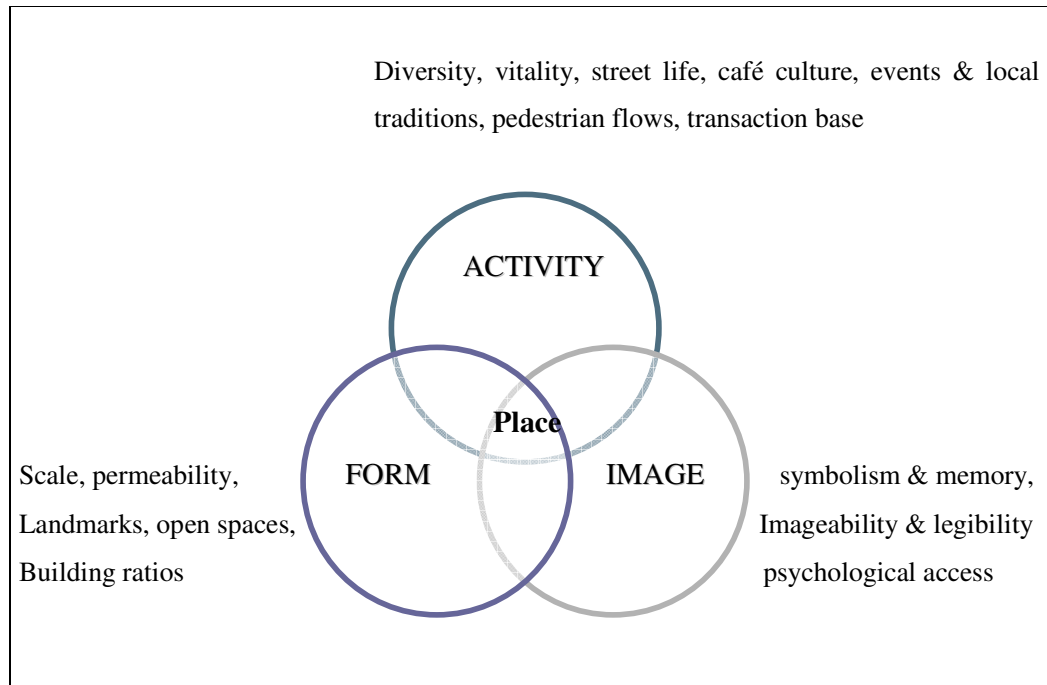 Diversity, vitality, street life, café culture, events & local
traditions, pedestrian flows, transaction base
ACTIVITY
Place
FORM
IMAGE
Scale, permeability,
Landmarks, open spaces,
Building ratios
symbolism & memory,
Imageability & legibility
psychological access